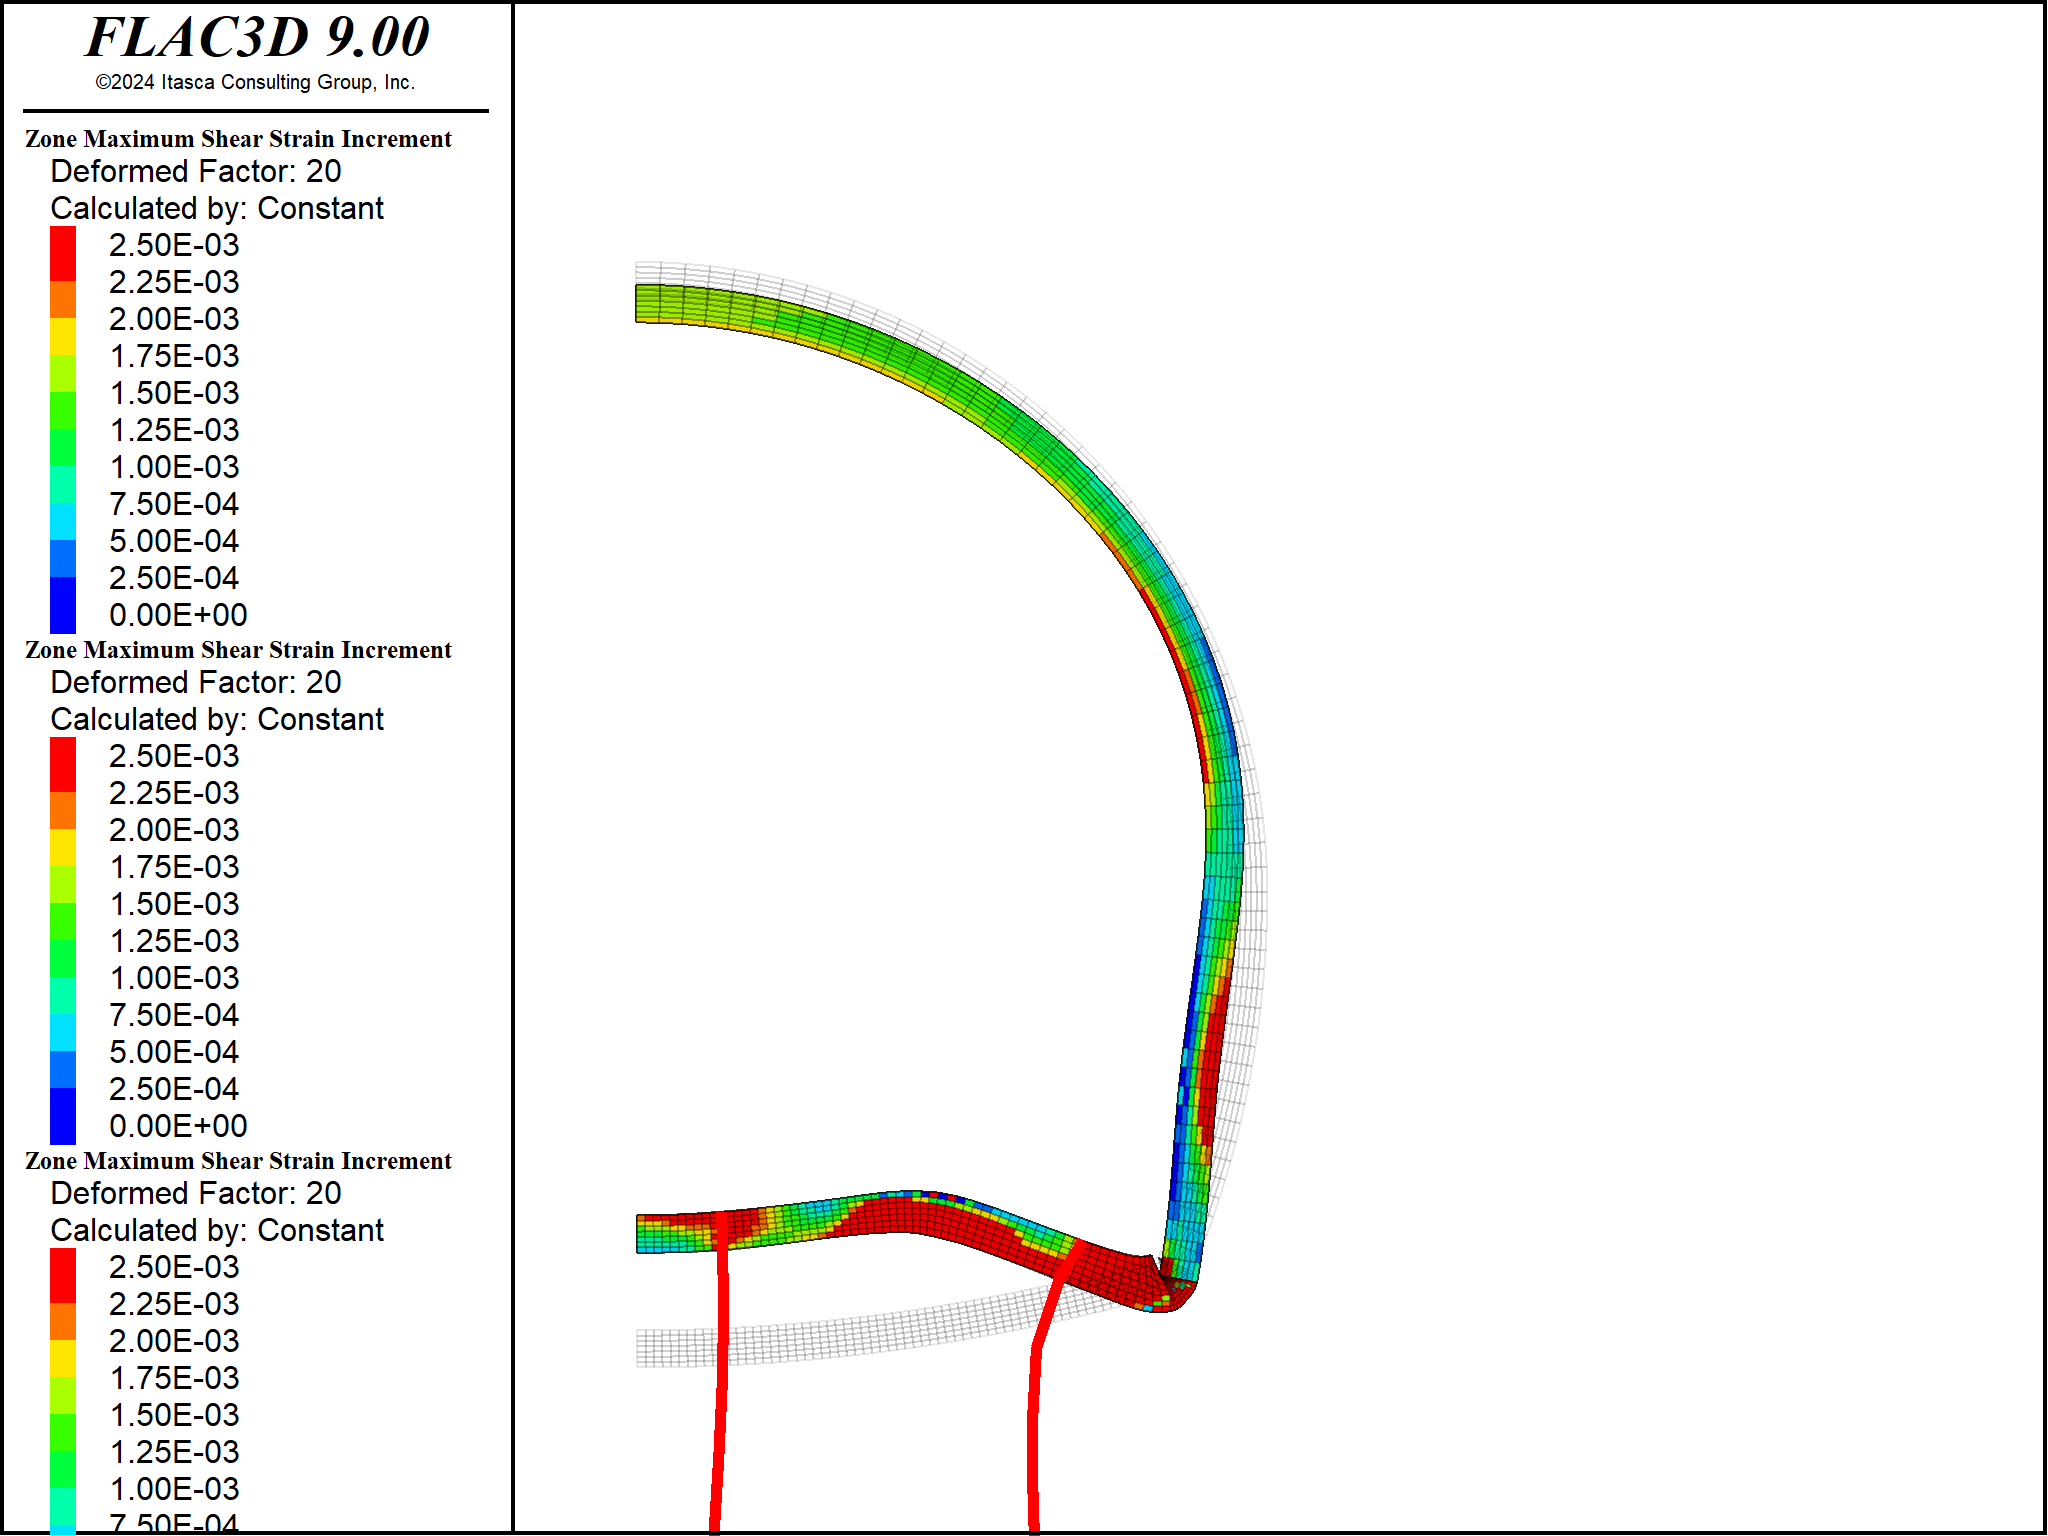 FLAC3D 9.00
©2024 Itasca Consulting Group, Inc.
Zone Maximum Shear Strain Increment
Deformed Factor: 20
Calculated by: Constant
2.50E-03
2.25E-03
2.00E-03
1.75E-03
1.50E-03
1.25E-03
1.00E-03
7.50E-04
5.00E-04
2.50E-04
0.00E+00
Zone Maximum Shear Strain Increment
Deformed Factor: 20
Calculated by: Constant
2.50E-03
2.25E-03
2.00E-03
1.75E-03
1.50E-03
1.25E-03
1.00E-03
7.50E-04
5.00E-04
2.50E-04
0.00E+00
Zone Maximum Shear Strain Increment
Deformed Factor: 20
Calculated by: Constant
2.50E-03
2.25E-03
2.00E-03
1.75E-03
1.50E-03
1.25E-03
1.00E-03
7.50E-04